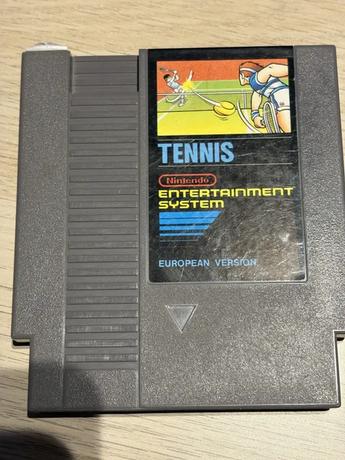 TENNIS
Nintendo
ENTERTAINMENT
SYSTEM
EUROPEAN VERSION